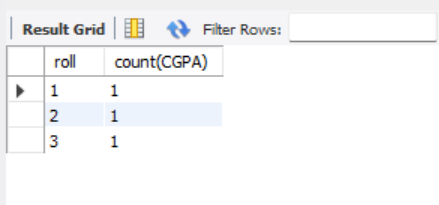 Result Grid Filter Rows:
roll count(CGPA)
1 1
2 1
3 1